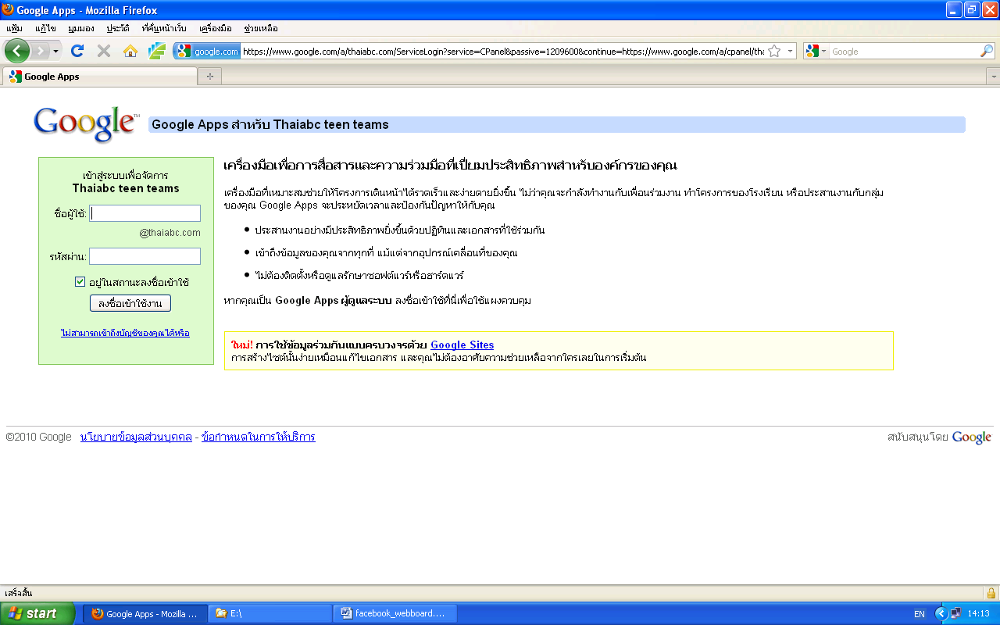 Google Apps - Mozilla Firefox
แฟ้ม แก้ไข มุมมอง ประวัติ ที่คั่นหน้าเว็บ เครื่องมือ ช่วยเหลือ
google.com https://www.google.com/a/thaiabc.com/ServiceLogin?service=CPanel&passive=1209600&continue=https://www.google.com/a/cpanel/tha Google
Google Apps
Google™ Google Apps สำหรับ Thaiabc teen teams
เข้าสู่ระบบเพื่อจัดการ
Thaiabc teen teams
ชื่อผู้ใช้:
@thaiabc.com
รหัสผ่าน:
อยู่ในสถานะลงชื่อเข้าใช้
ลงชื่อเข้าใช้งาน
ไม่สามารถเข้าถึงบัญชีของคุณได้หรือ
เครื่องมือเพื่อการสื่อสารและความร่วมมือที่เปี่ยมประสิทธิภาพสำหรับองค์กรของคุณ
เครื่องมือที่เหมาะสมช่วยให้โครงการเดินหน้าได้รวดเร็วและง่ายดายยิ่งขึ้น ไม่ว่าคุณจะกำลังทำงานกับเพื่อนร่วมงาน ทำโครงการของโรงเรียน หรือประสานงานกับกลุ่ม
ของคุณ Google Apps จะประหยัดเวลาและป้องกันปัญหาให้กับคุณ
ประสานงานอย่างมีประสิทธิภาพยิ่งขึ้นด้วยปฏิทินและเอกสารที่ใช้ร่วมกัน
เข้าถึงข้อมูลของคุณจากทุกที่ แม้แต่จากอุปกรณ์เคลื่อนที่ของคุณ
ไม่ต้องติดตั้งหรือดูแลรักษาซอฟต์แวร์หรือฮาร์ดแวร์
หากคุณเป็น Google Apps ผู้ดูแลระบบ ลงชื่อเข้าใช้ที่นี่เพื่อใช้แผงควบคุม
ใหม่! การใช้ข้อมูลร่วมกันแบบครบวงจรด้วย Google Sites
การสร้างไซต์นั้นง่ายเหมือนแก้ไขเอกสาร และคุณไม่ต้องอาศัยความช่วยเหลือจากใครเลยในการเริ่มต้น
©2010 Google นโยบายข้อมูลส่วนบุคคล - ข้อกำหนดในการให้บริการ สนับสนุนโดย Google
เสร็จสิ้น
start Google Apps - Mozilla ... E:\ facebook_webboard.... EN 14:13